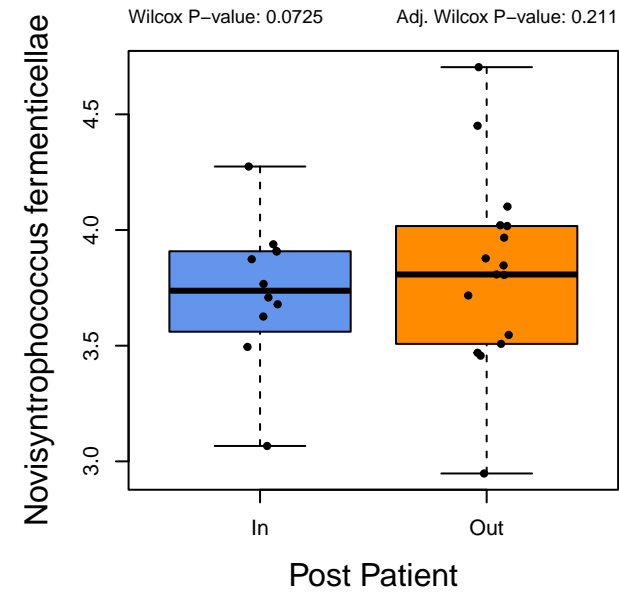 Wilcox P−value: 0.0725
Adj. Wilcox P−value: 0.211
Novisyntrophococcus fermenticellae
4.5
4.0
3.5
3.0
In
Out
Post Patient